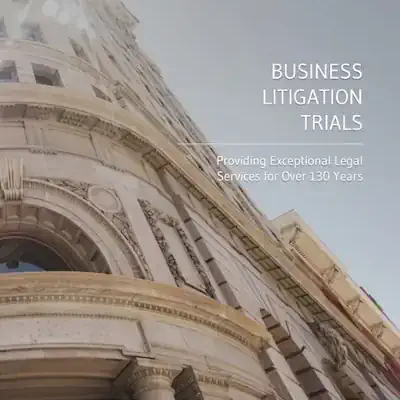 BUSINESS
LITIGATION
TRIALS
Providing Exceptional Legal
Services for Over 130 Years